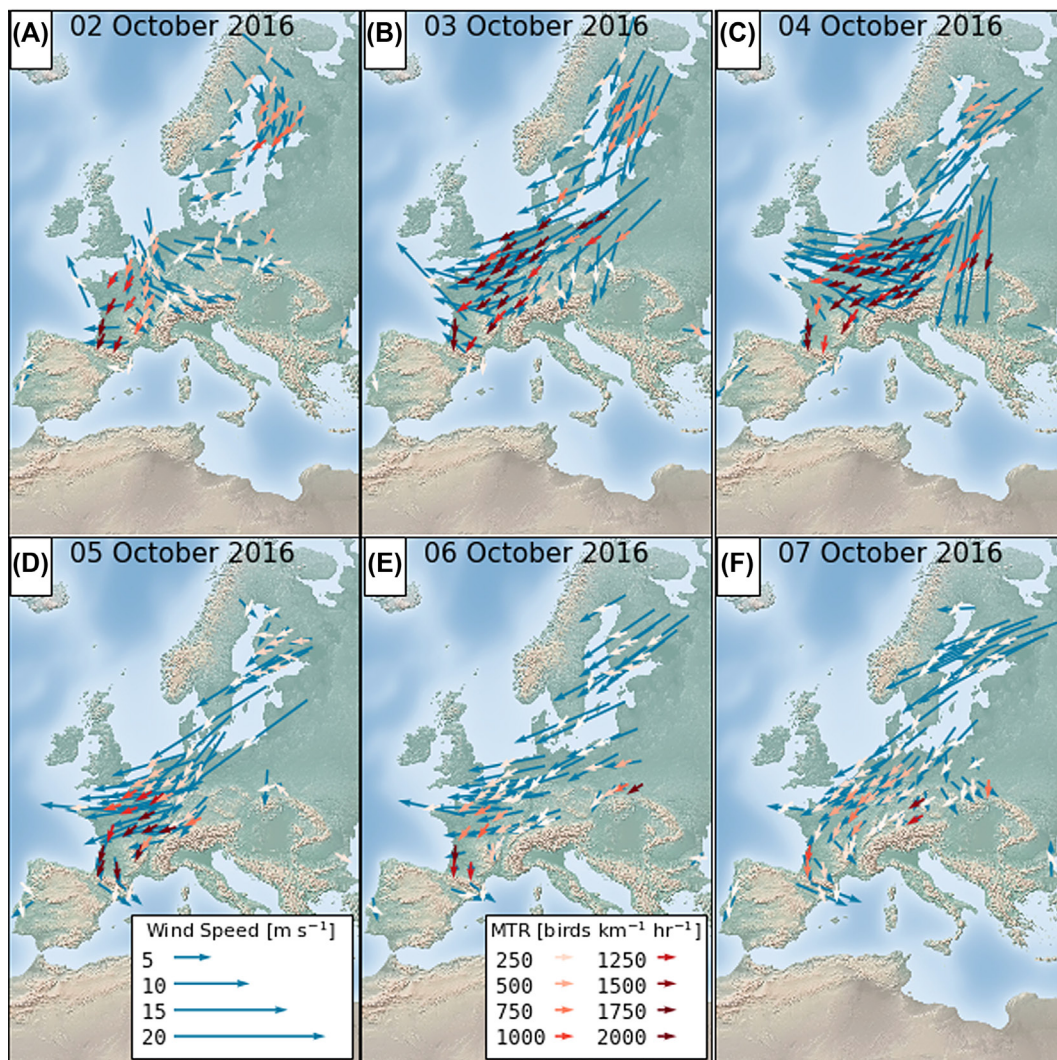 (A) 02 October 2016
(B) 03 October 2016
(C) 04 October 2016
(D) 05 October 2016
(E) 06 October 2016
(F) 07 October 2016
Wind Speed [m s⁻¹]
5
10
15
20
MTR [birds km⁻¹ hr⁻¹]
250 1250
500 1500
750 1750
1000 2000